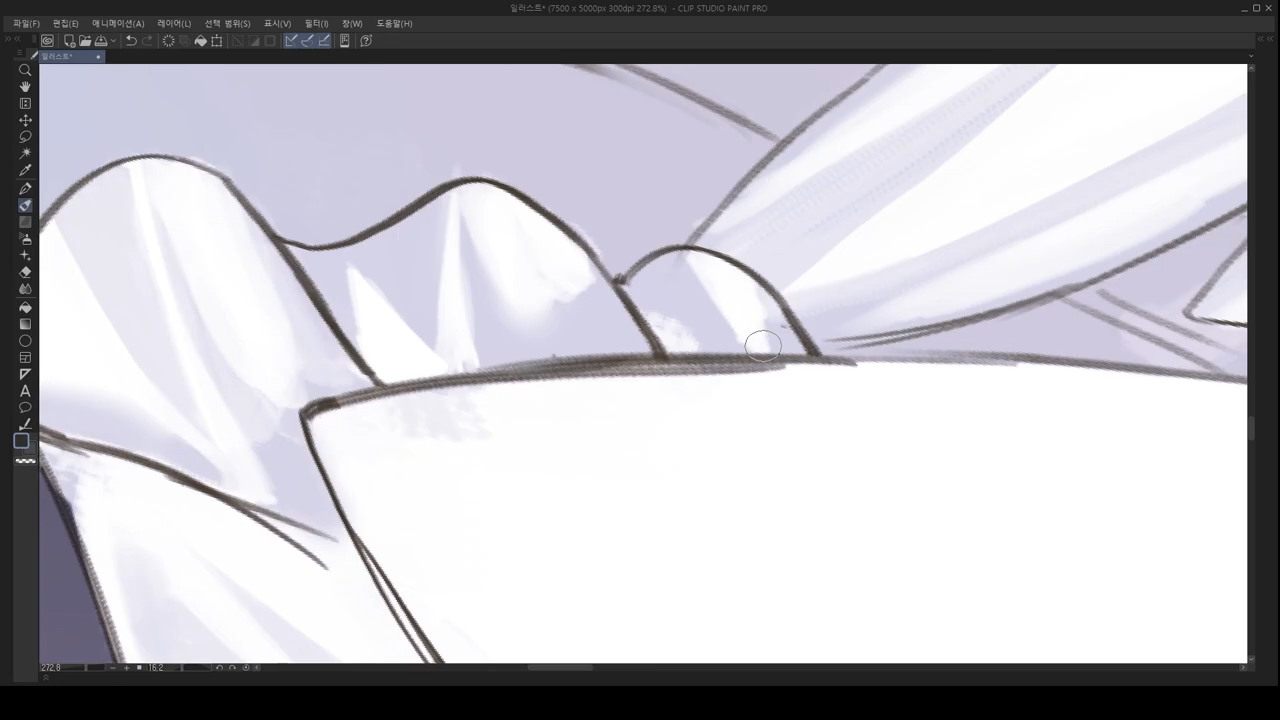 일러스트* (7500 x 5000px 300dpi 272.8%) - CLIP STUDIO PAINT PRO
파일(F) 편집(E) 애니메이션(A) 레이어(L) 선택 범위(S) 표시(V) 필터(I) 창(W) 도움말(H)
일러스트*
A
272.8 16.2